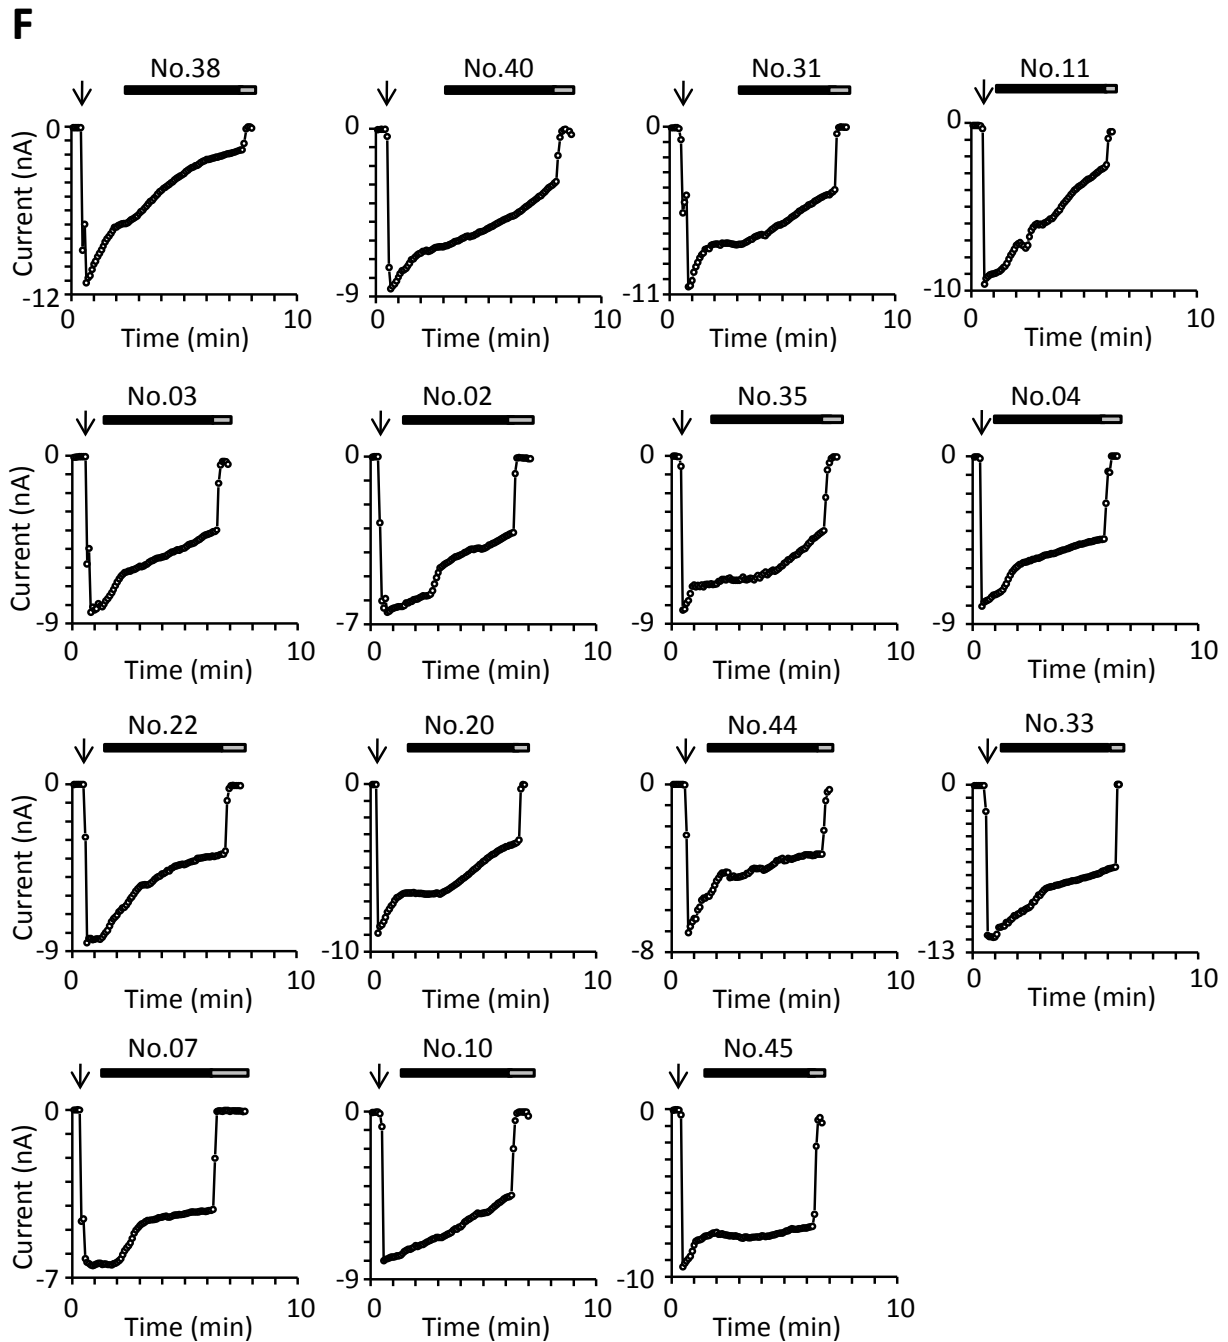 F
No.38 No.40 No.31 No.11
Current (nA) 0 -12 0 10 Time (min)
0 -9 0 10 Time (min)
0 -11 0 10 Time (min)
0 -10 0 10 Time (min)
No.03 No.02 No.35 No.04
Current (nA) 0 -9 0 10 Time (min)
0 -7 0 10 Time (min)
0 -9 0 10 Time (min)
0 -9 0 10 Time (min)
No.22 No.20 No.44 No.33
Current (nA) 0 -9 0 10 Time (min)
0 -10 0 10 Time (min)
0 -8 0 10 Time (min)
0 -13 0 10 Time (min)
No.07 No.10 No.45
Current (nA) 0 -7 0 10 Time (min)
0 -9 0 10 Time (min)
0 -10 0 10 Time (min)